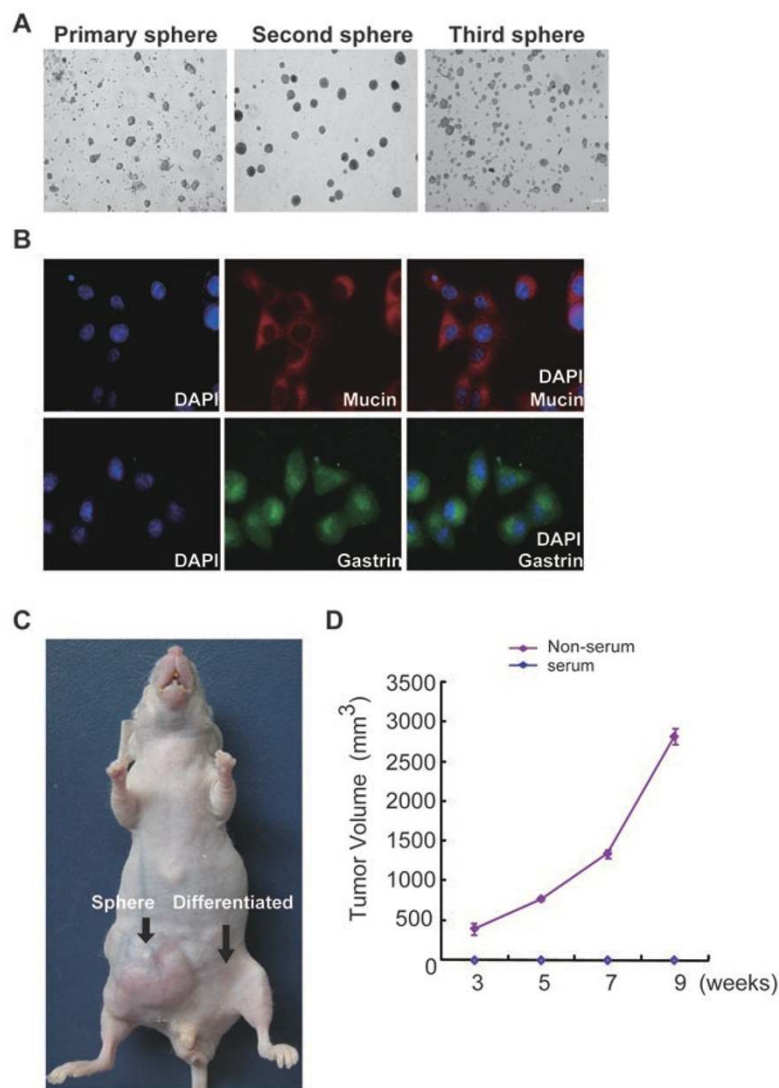 A
Primary sphere
Second sphere
Third sphere
B
DAPI
Mucin
DAPI
Mucin
DAPI
Gastrin
DAPI
Gastrin
C
Sphere
Differentiated
D
Non-serum
serum
Tumor Volume (mm³)
3500
3000
2500
2000
1500
1000
500
0
3 5 7 9 (weeks)